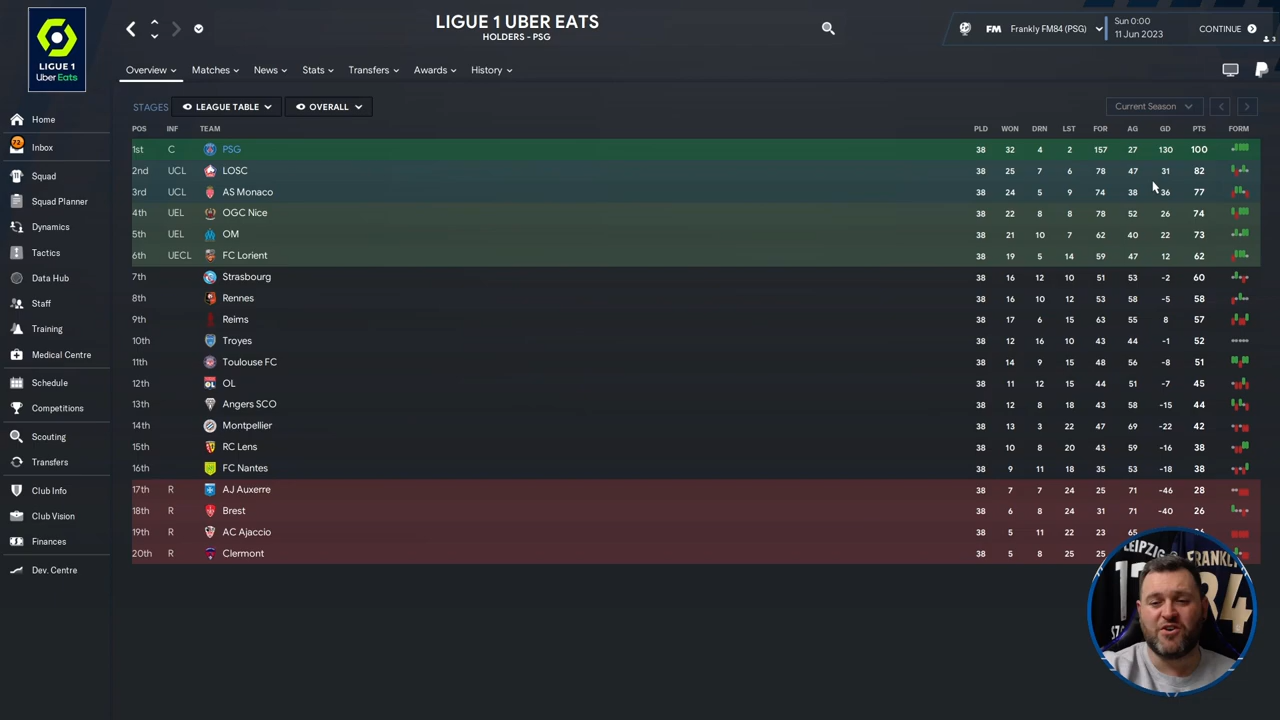 LIGUE 1 UBER EATS
HOLDERS - PSG
FM Frankly FM84 (PSG)
Sun 0:00
11 Jun 2023
CONTINUE
3
LIGUE 1
Uber Eats
Overview Matches News Stats Transfers Awards History
Home
72
Inbox
Squad
Squad Planner
Dynamics
Tactics
Data Hub
Staff
Training
Medical Centre
Schedule
Competitions
Scouting
Transfers
Club Info
Club Vision
Finances
Dev. Centre
STAGES LEAGUE TABLE OVERALL Current Season
POS INF TEAM PLD WON DRN LST FOR AG GD PTS FORM
1st C PSG 38 32 4 2 157 27 130 100
2nd UCL LOSC 38 25 7 6 78 47 31 82
3rd UCL AS Monaco 38 24 5 9 74 38 36 77
4th UEL OGC Nice 38 22 8 8 78 52 26 74
5th UEL OM 38 21 10 7 62 40 22 73
6th UECL FC Lorient 38 19 5 14 59 47 12 62
7th Strasbourg 38 16 12 10 51 53 -2 60
8th Rennes 38 16 10 12 53 58 -5 58
9th Reims 38 17 6 15 63 55 8 57
10th Troyes 38 12 16 10 43 44 -1 52
11th Toulouse FC 38 14 9 15 48 56 -8 51
12th OL 38 11 12 15 44 51 -7 45
13th Angers SCO 38 12 8 18 43 58 -15 44
14th Montpellier 38 13 3 22 47 69 -22 42
15th RC Lens 38 10 8 20 43 59 -16 38
16th FC Nantes 38 9 11 18 35 53 -18 38
17th R AJ Auxerre 38 7 7 24 25 71 -46 28
18th R Brest 38 6 8 24 31 71 -40 26
19th R AC Ajaccio 38 5 11 22 23 65
20th R Clermont 38 5 8 25 25
LEIPZIG
FRANKLY